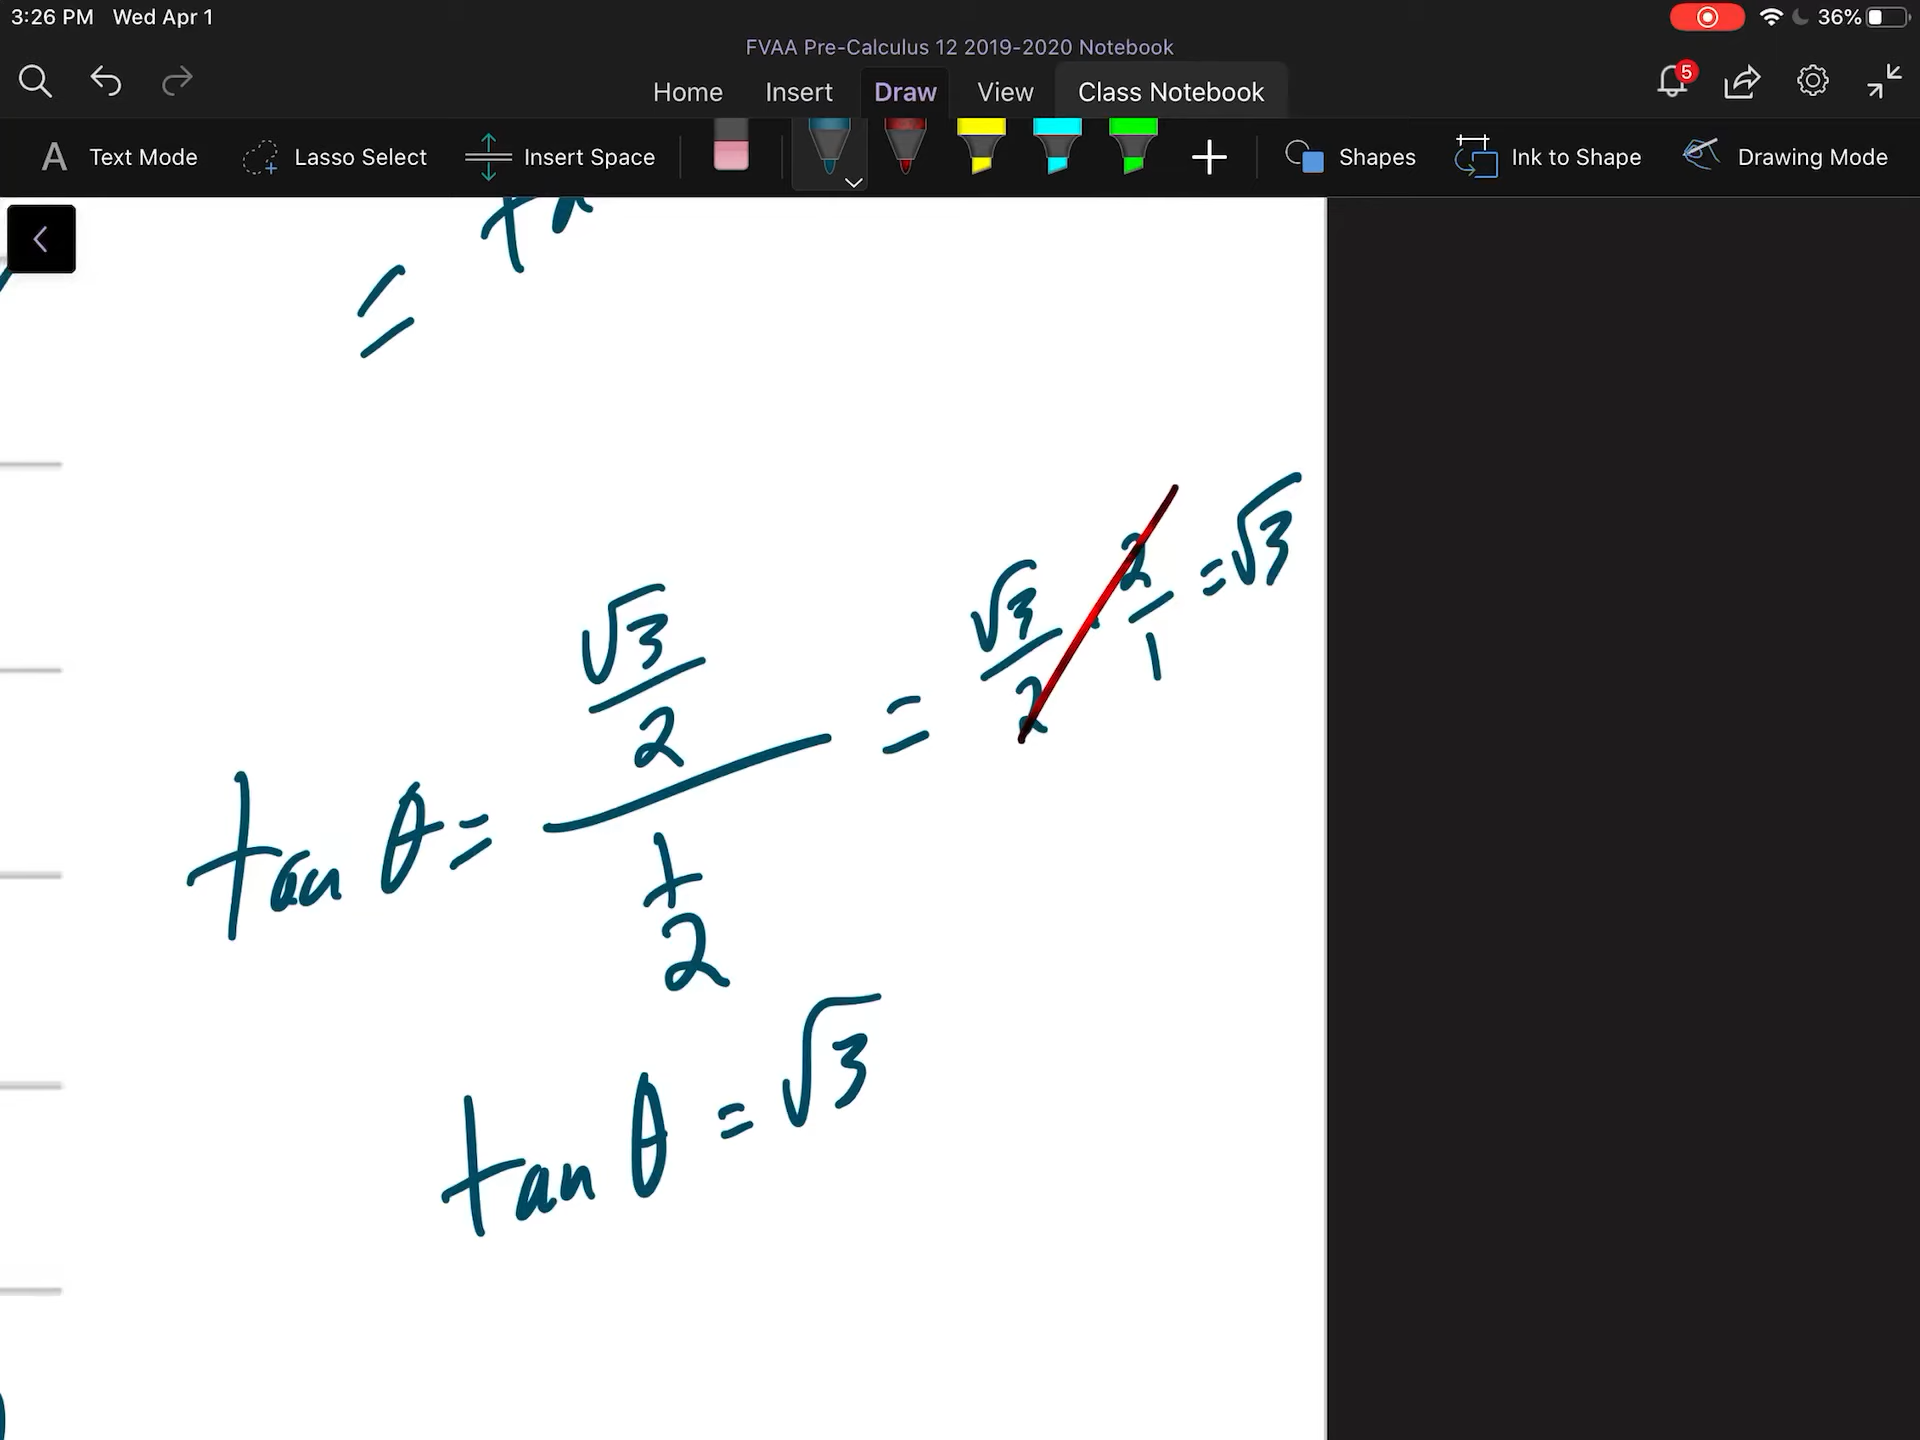 3:26 PM Wed Apr 1 36%
FVAA Pre-Calculus 12 2019-2020 Notebook
Home Insert Draw View Class Notebook 5
A Text Mode Lasso Select Insert Space Shapes Ink to Shape Drawing Mode
=
tan θ = (√3/2)/(1/2) = √3/2 · 2/1 = √3
tan θ = √3